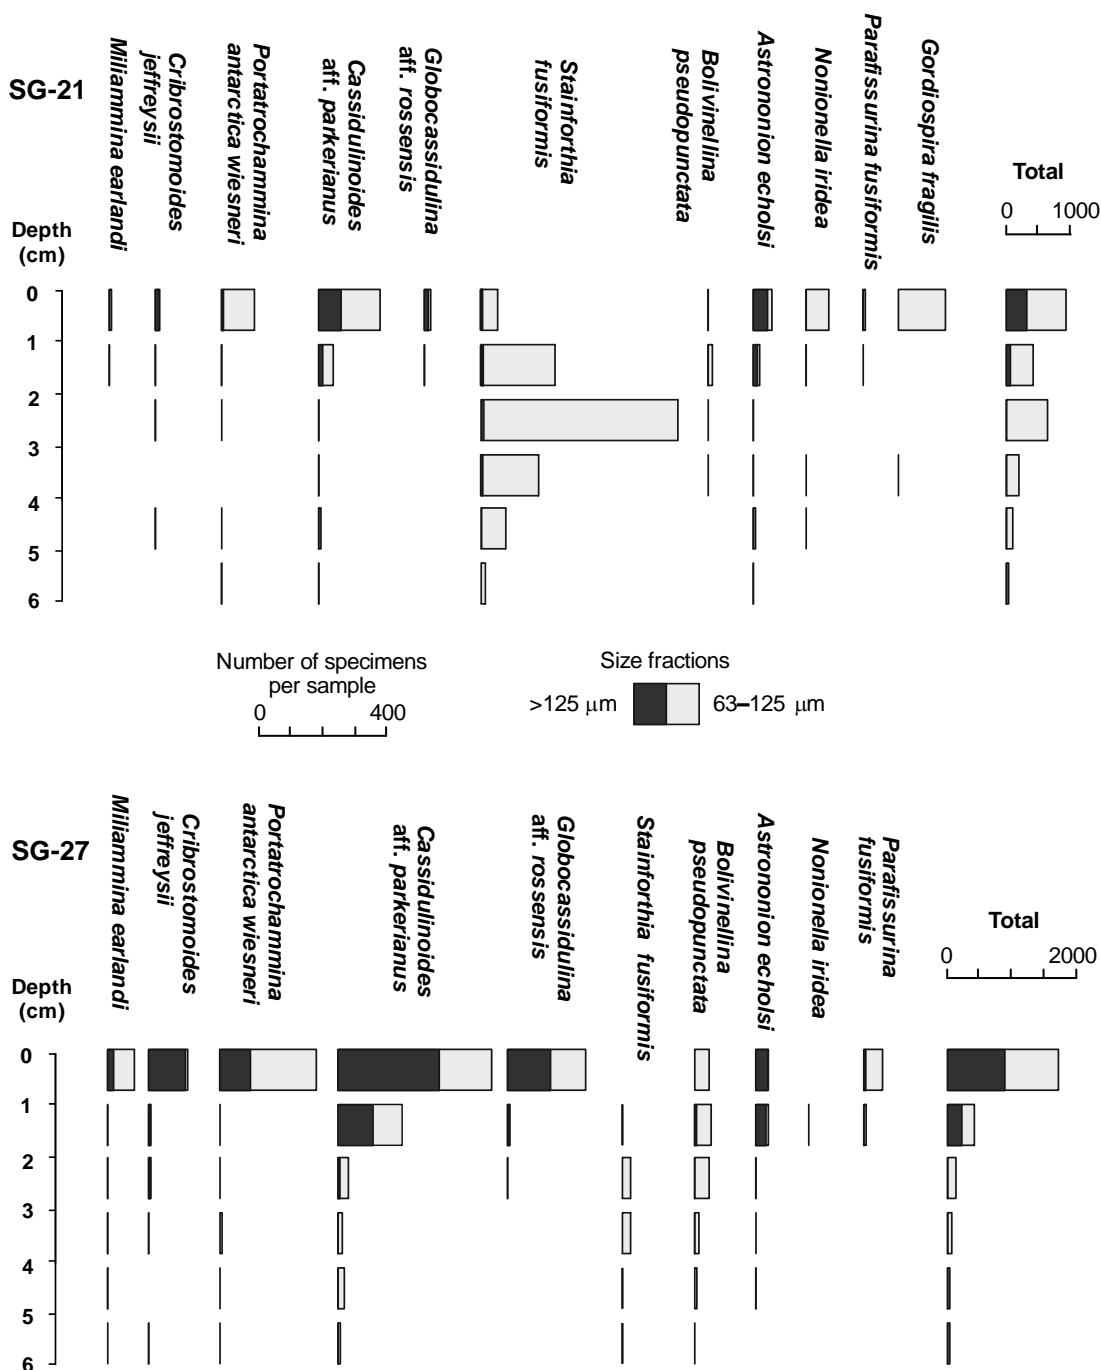 SG-21
Miliammina earlandi
Cribrostomoides
jeffreysii
Portatrochammina
antarctica wiesneri
Cassidulinoides
aff. parkerianus
Globocassidulina
aff. rossensis
Stainforthia
fusiformis
Bolivinellina
pseudopunctata
Astrononion echolsi
Nonionella iridea
Parafissurina fusiformis
Gordiospira fragilis
Total
0 1000
Depth
(cm)
0
1
2
3
4
5
6
Number of specimens
per sample
0 400
Size fractions
>125 μm 63–125 μm
SG-27
Miliammina earlandi
Cribrostomoides
jeffreysii
Portatrochammina
antarctica wiesneri
Cassidulinoides
aff. parkerianus
Globocassidulina
aff. rossensis
Stainforthia fusiformis
Bolivinellina
pseudopunctata
Astrononion echolsi
Nonionella iridea
Parafissurina
fusiformis
Total
0 2000
Depth
(cm)
0
1
2
3
4
5
6